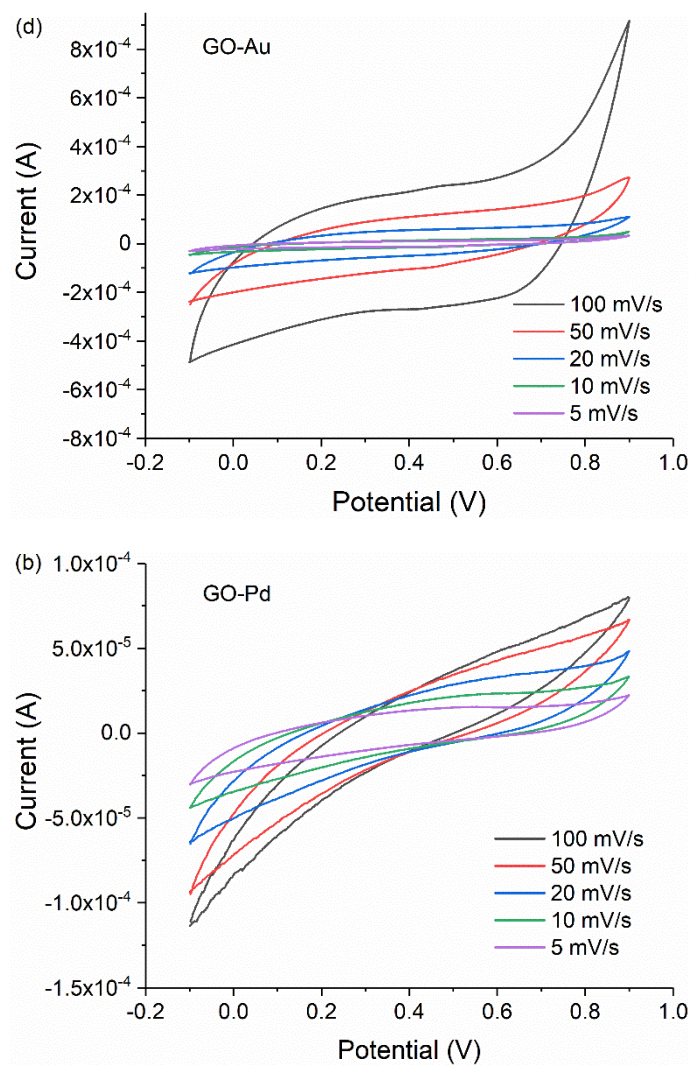 (d)
GO-Au
8x10⁻⁴
6x10⁻⁴
4x10⁻⁴
2x10⁻⁴
0
-2x10⁻⁴
-4x10⁻⁴
-6x10⁻⁴
-8x10⁻⁴
Current (A)
100 mV/s
50 mV/s
20 mV/s
10 mV/s
5 mV/s
-0.2 0.0 0.2 0.4 0.6 0.8 1.0
Potential (V)
(b)
GO-Pd
1.0x10⁻⁴
5.0x10⁻⁵
0.0
-5.0x10⁻⁵
-1.0x10⁻⁴
-1.5x10⁻⁴
Current (A)
100 mV/s
50 mV/s
20 mV/s
10 mV/s
5 mV/s
-0.2 0.0 0.2 0.4 0.6 0.8 1.0
Potential (V)